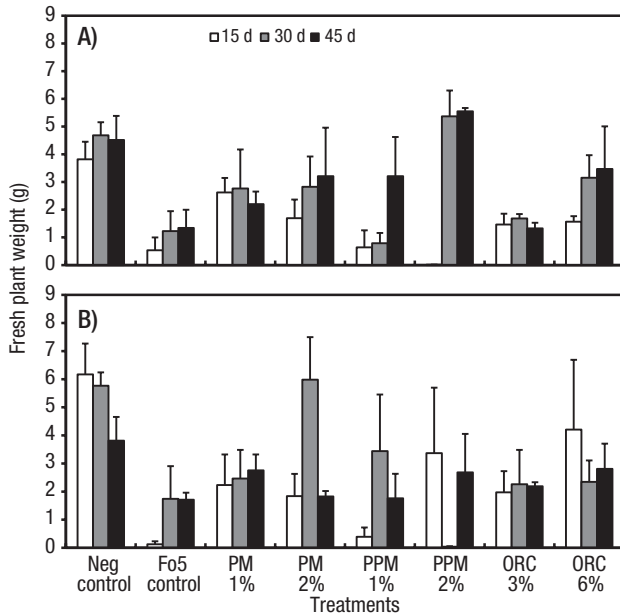 A)
15 d 30 d 45 d
9
8
7
6
5
4
3
2
1
0
Fresh plant weight (g)
B)
9
8
7
6
5
4
3
2
1
0
Neg control
Fo5 control
PM 1%
PM 2%
PPM 1%
PPM 2%
ORC 3%
ORC 6%
Treatments